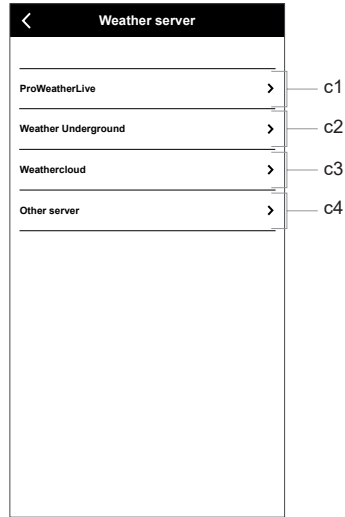 Weather server
ProWeatherLive
c1
Weather Underground
c2
Weathercloud
c3
Other server
c4